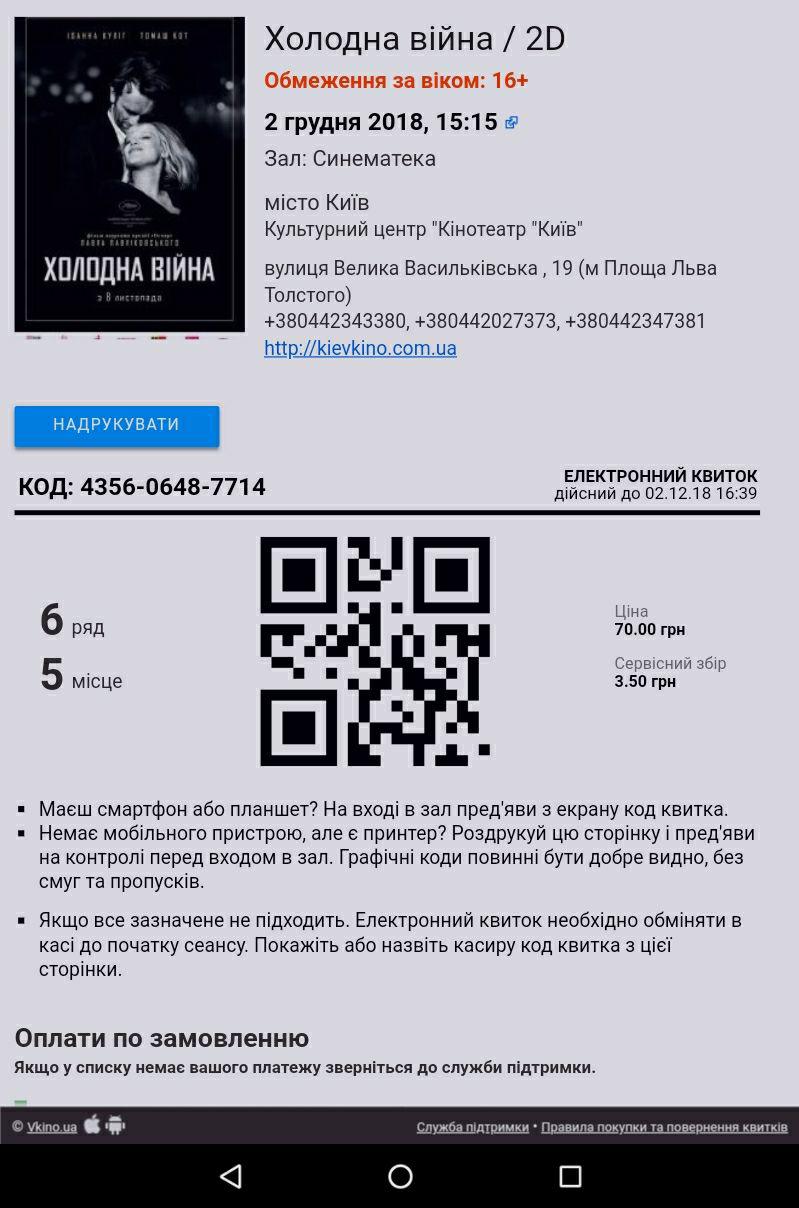 ІОАННА КУЛІГ ТОМАШ КОТ
ПАВЛА ПАВЛІКОВСЬКОГО
ХОЛОДНА ВІЙНА
з 8 листопада
Холодна війна / 2D
Обмеження за віком: 16+
2 грудня 2018, 15:15
Зал: Синематека
місто Київ
Культурний центр "Кінотеатр "Київ"
вулиця Велика Васильківська , 19 (м Площа Льва
Толстого)
+380442343380, +380442027373, +380442347381
http://kievkino.com.ua
НАДРУКУВАТИ
КОД: 4356-0648-7714
ЕЛЕКТРОННИЙ КВИТОК
дійсний до 02.12.18 16:39
6 ряд
5 місце
Ціна
70.00 грн
Сервісний збір
3.50 грн
▪ Маєш смартфон або планшет? На вході в зал пред'яви з екрану код квитка.
▪ Немає мобільного пристрою, але є принтер? Роздрукуй цю сторінку і пред'яви
на контролі перед входом в зал. Графічні коди повинні бути добре видно, без
смуг та пропусків.
▪ Якщо все зазначене не підходить. Електронний квиток необхідно обміняти в
касі до початку сеансу. Покажіть або назвіть касиру код квитка з цієї
сторінки.
Оплати по замовленню
Якщо у списку немає вашого платежу зверніться до служби підтримки.
© Vkino.ua
Служба підтримки • Правила покупки та повернення квитків